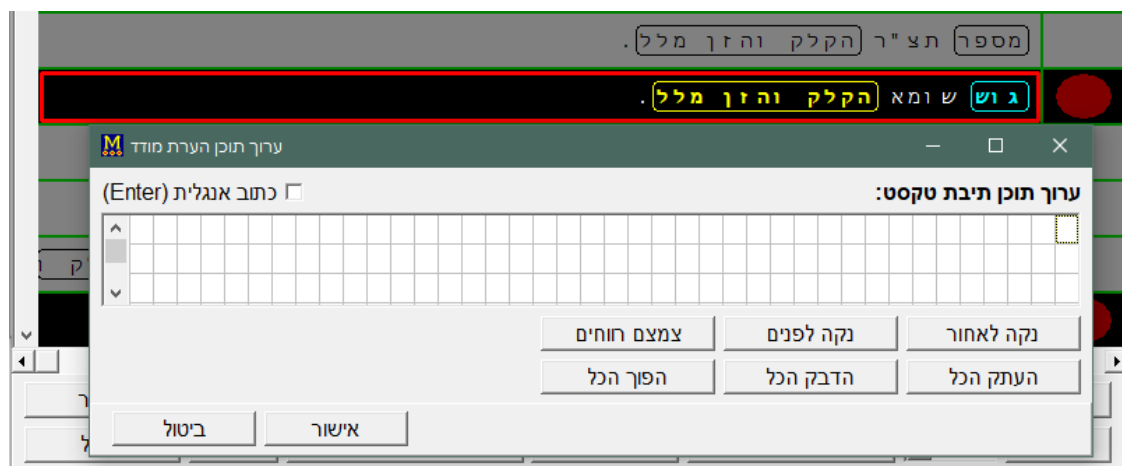 מספר תצ"ר הקלק והזן מלל.
גוש שומא הקלק והזן מלל.
ערוך תוכן הערת מודד
ערוך תוכן תיבת טקסט: כתוב אנגלית (Enter)
נקה לאחור נקה לפנים צמצם רווחים
העתק הכל הדבק הכל הפוך הכל
אישור ביטול